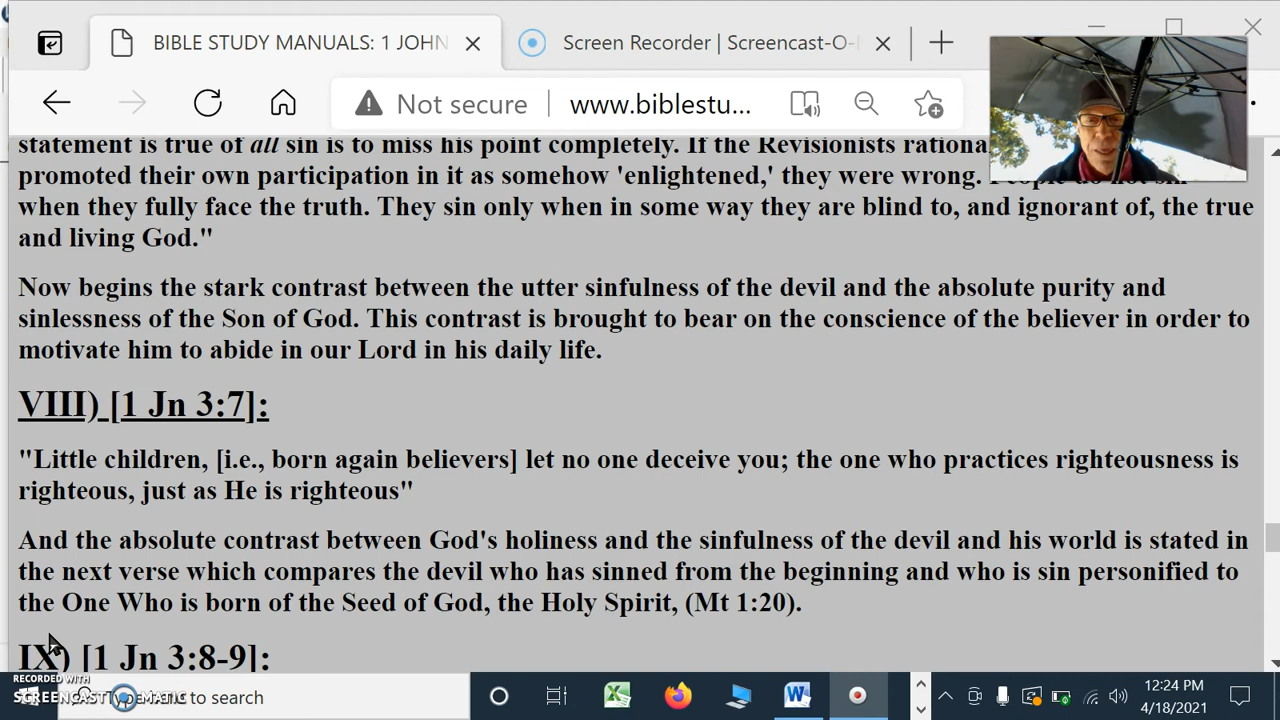 BIBLE STUDY MANUALS: 1 JOHN
Screen Recorder | Screencast-O-
Not secure
www.biblestu...
statement is true of all sin is to miss his point completely. If the Revisionists
promoted their own participation in it as somehow 'enlightened,' they were wrong.
when they fully face the truth. They sin only when in some way they are blind to, and ignorant of, the true
and living God."
Now begins the stark contrast between the utter sinfulness of the devil and the absolute purity and
sinlessness of the Son of God. This contrast is brought to bear on the conscience of the believer in order to
motivate him to abide in our Lord in his daily life.
VIII) [1 Jn 3:7]:
"Little children, [i.e., born again believers] let no one deceive you; the one who practices righteousness is
righteous, just as He is righteous"
And the absolute contrast between God's holiness and the sinfulness of the devil and his world is stated in
the next verse which compares the devil who has sinned from the beginning and who is sin personified to
the One Who is born of the Seed of God, the Holy Spirit, (Mt 1:20).
IX) [1 Jn 3:8-9]:
RECORDED WITH
SCREENCAST MATIC
to search
12:24 PM
4/18/2021